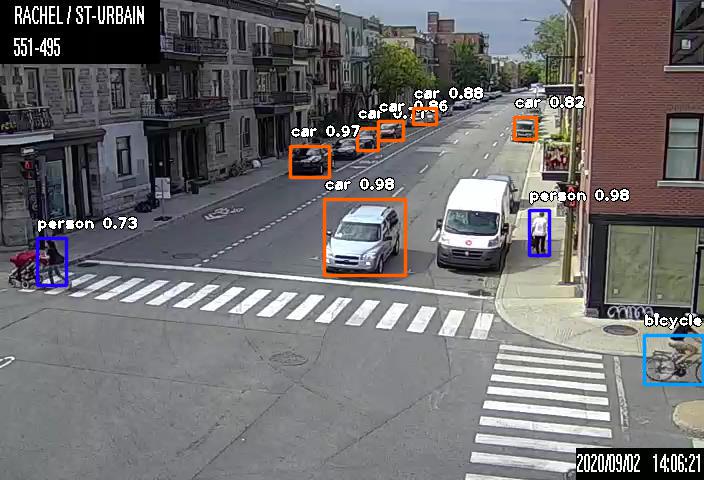 RACHEL / ST-URBAIN
551-495
car 0.88
car 0.86
car 0.82
car 0.97
car 0.98
person 0.98
person 0.73
bicycle
2020/09/02 14:06:21